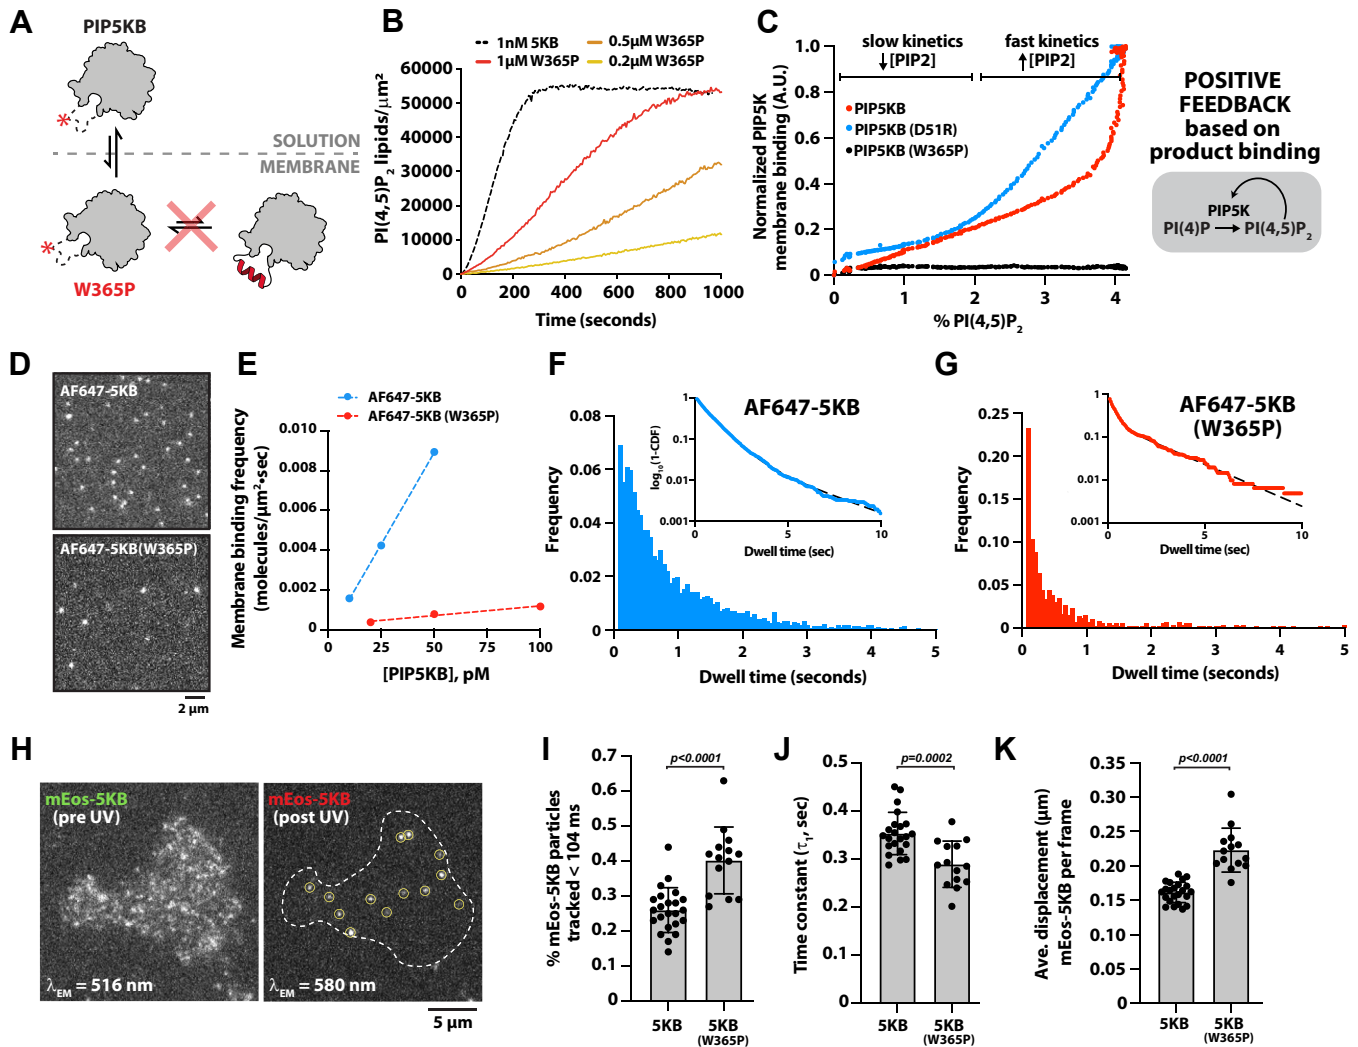 A
PIP5KB
*
SOLUTION
MEMBRANE
*
W365P
B
1nM 5KB
0.5µM W365P
1µM W365P
0.2µM W365P
PI(4,5)P2 lipids/µm²
60000
50000
40000
30000
20000
10000
0
0 200 400 600 800 1000
Time (seconds)
C
slow kinetics
↓[PIP2]
fast kinetics
↑[PIP2]
PIP5KB
PIP5KB (D51R)
PIP5KB (W365P)
Normalized PIP5K
membrane binding (A.U.)
1.0
0.8
0.6
0.4
0.2
0
0 1 2 3 4
% PI(4,5)P2
POSITIVE
FEEDBACK
based on
product binding
PIP5K
PI(4)P → PI(4,5)P2
D
AF647-5KB
AF647-5KB(W365P)
2 µm
E
AF647-5KB
AF647-5KB (W365P)
Membrane binding frequency
(molecules/µm²•sec)
0.010
0.008
0.006
0.004
0.002
0
0 25 50 75 100
[PIP5KB], pM
F
AF647-5KB
Frequency
0.08
0.06
0.04
0.02
0
0 1 2 3 4 5
Dwell time (seconds)
log10(1-CDF)
1
0.1
0.01
0.001
0 5 10
Dwell time (sec)
G
AF647-5KB
(W365P)
Frequency
0.25
0.20
0.15
0.10
0.05
0
0 1 2 3 4 5
Dwell time (seconds)
1
0.1
0.01
0.001
0 5 10
Dwell time (sec)
H
mEos-5KB
(pre UV)
λEM = 516 nm
mEos-5KB
(post UV)
λEM = 580 nm
5 µm
I
% mEos-5KB particles
tracked < 104 ms
0.7
0.6
0.5
0.4
0.3
0.2
0.1
0
p<0.0001
5KB
5KB
(W365P)
J
Time constant (τ1, sec)
0.5
0.4
0.3
0.2
0.1
0
p=0.0002
5KB
5KB
(W365P)
K
Ave. displacement (µm)
mEos-5KB per frame
0.35
0.30
0.25
0.20
0.15
0.10
0.05
0
p<0.0001
5KB
5KB
(W365P)